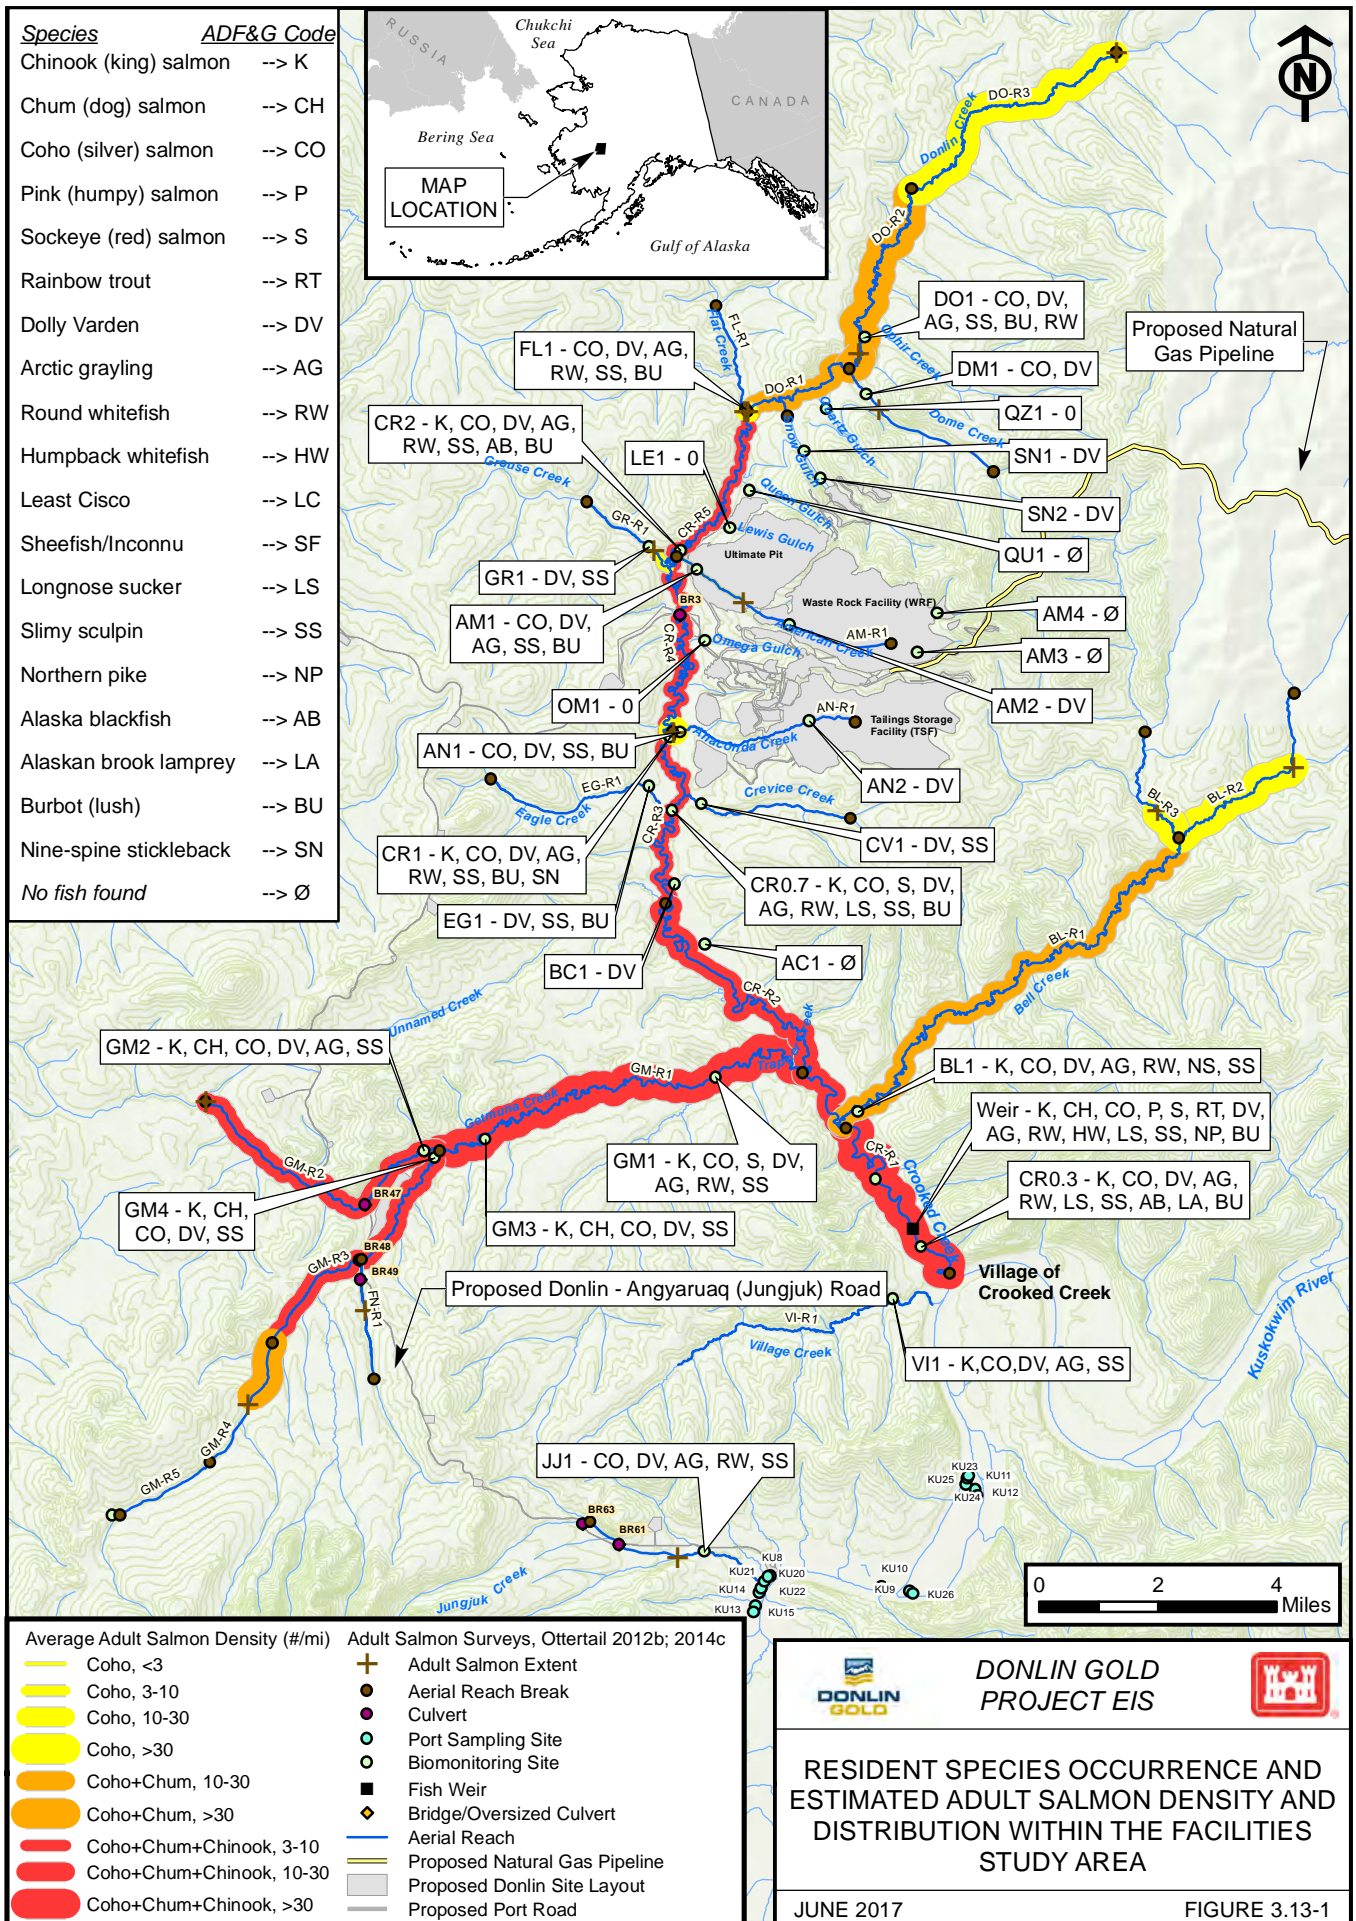 Species ADF&G Code
Chinook (king) salmon --> K
Chum (dog) salmon --> CH
Coho (silver) salmon --> CO
Pink (humpy) salmon --> P
Sockeye (red) salmon --> S
Rainbow trout --> RT
Dolly Varden --> DV
Arctic grayling --> AG
Round whitefish --> RW
Humpback whitefish --> HW
Least Cisco --> LC
Sheefish/Inconnu --> SF
Longnose sucker --> LS
Slimy sculpin --> SS
Northern pike --> NP
Alaska blackfish --> AB
Alaskan brook lamprey --> LA
Burbot (lush) --> BU
Nine-spine stickleback --> SN
No fish found --> Ø
RUSSIA
Chukchi
Sea
CANADA
Bering Sea
MAP
LOCATION
Gulf of Alaska
N
DO-R3
Donlin Creek
DO-R2
DO1 - CO, DV,
AG, SS, BU, RW
Proposed Natural
Gas Pipeline
FL-R1
Flat Creek
FL1 - CO, DV, AG,
RW, SS, BU
Ophir Creek
DM1 - CO, DV
DO-R1
QZ1 - 0
Quartz Gulch
Dome Creek
Snow Gulch
CR2 - K, CO, DV, AG,
RW, SS, AB, BU
LE1 - 0
SN1 - DV
Grouse Creek
Queen Gulch
SN2 - DV
GR-R1
CR-R5
Lewis Gulch
QU1 - Ø
Ultimate Pit
GR1 - DV, SS
BR3
Waste Rock Facility (WRF)
AM4 - Ø
AM1 - CO, DV,
AG, SS, BU
CR-R4
American Creek
AM-R1
Omega Gulch
AM3 - Ø
OM1 - 0
AM2 - DV
AN-R1
Tailings Storage
Facility (TSF)
AN1 - CO, DV, SS, BU
Anaconda Creek
AN2 - DV
EG-R1
Eagle Creek
Crevice Creek
BL-R3
BL-R2
CR-R3
CV1 - DV, SS
CR1 - K, CO, DV, AG,
RW, SS, BU, SN
CR0.7 - K, CO, S, DV,
AG, RW, LS, SS, BU
EG1 - DV, SS, BU
BL-R1
BC1 - DV
AC1 - Ø
Bell Creek
CR-R2
Unnamed Creek
GM2 - K, CH, CO, DV, AG, SS
GM-R1
BL1 - K, CO, DV, AG, RW, NS, SS
Getmuna Creek
Weir - K, CH, CO, P, S, RT, DV,
AG, RW, HW, LS, SS, NP, BU
CR-R1
GM-R2
GM1 - K, CO, S, DV,
AG, RW, SS
Crooked Creek
CR0.3 - K, CO, DV, AG,
RW, LS, SS, AB, LA, BU
BR47
GM4 - K, CH,
CO, DV, SS
GM3 - K, CH, CO, DV, SS
BR48
GM-R3
BR49
FN-R1
Proposed Donlin - Angyaruaq (Jungjuk) Road
Village of
Crooked Creek
Kuskokwim River
VI-R1
Village Creek
VI1 - K,CO,DV, AG, SS
GM-R4
GM-R5
JJ1 - CO, DV, AG, RW, SS
KU23
KU25
KU11
KU24
KU12
BR63
BR61
KU8
KU21
KU20
KU14
KU22
KU13
KU15
KU10
KU9
KU26
Jungjuk Creek
0 2 4
Miles
Average Adult Salmon Density (#/mi)
Coho, <3
Coho, 3-10
Coho, 10-30
Coho, >30
Coho+Chum, 10-30
Coho+Chum, >30
Coho+Chum+Chinook, 3-10
Coho+Chum+Chinook, 10-30
Coho+Chum+Chinook, >30
Adult Salmon Surveys, Ottertail 2012b; 2014c
Adult Salmon Extent
Aerial Reach Break
Culvert
Port Sampling Site
Biomonitoring Site
Fish Weir
Bridge/Oversized Culvert
Aerial Reach
Proposed Natural Gas Pipeline
Proposed Donlin Site Layout
Proposed Port Road
DONLIN
GOLD
DONLIN GOLD
PROJECT EIS
RESIDENT SPECIES OCCURRENCE AND
ESTIMATED ADULT SALMON DENSITY AND
DISTRIBUTION WITHIN THE FACILITIES
STUDY AREA
JUNE 2017 FIGURE 3.13-1